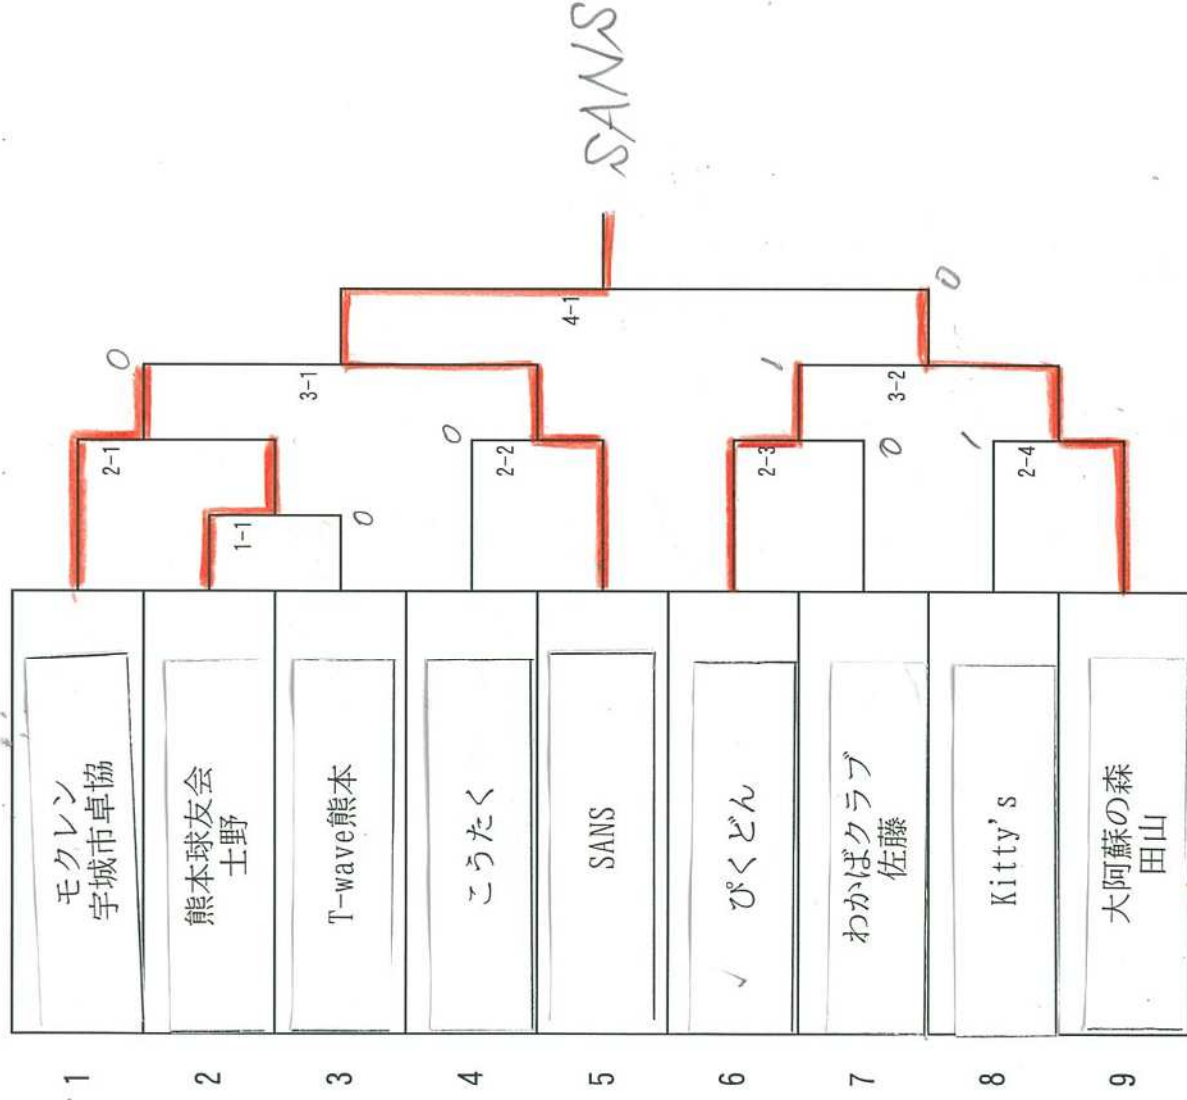 1
モクレン
宇城市卓協
2
熊本球友会
士野
3
T-wave熊本
4
こうたく
5
SANS
6
ぴくどん
7
わかばクラブ
佐藤
8
Kitty's
9
大阿蘇の森
田山
1-1
0
2-1
2-2
0
2-3
0
2-4
1
3-1
0
3-2
1
4-1
0
SANS